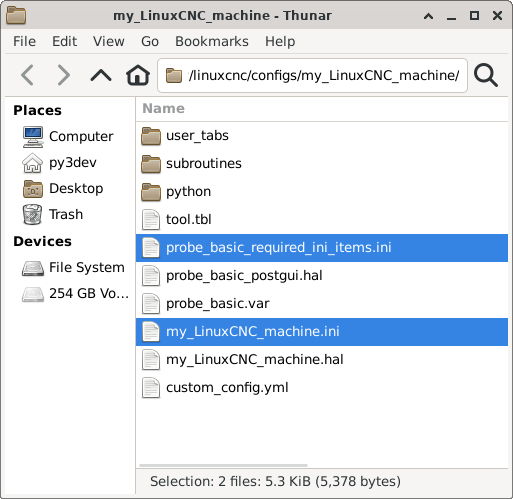 my_LinuxCNC_machine - Thunar
File Edit View Go Bookmarks Help
/linuxcnc/configs/my_LinuxCNC_machine/
Places
Computer
py3dev
Desktop
Trash
Devices
File System
254 GB Vo...
Name
user_tabs
subroutines
python
tool.tbl
probe_basic_required_ini_items.ini
probe_basic_postgui.hal
probe_basic.var
my_LinuxCNC_machine.ini
my_LinuxCNC_machine.hal
custom_config.yml
Selection: 2 files: 5.3 KiB (5,378 bytes)